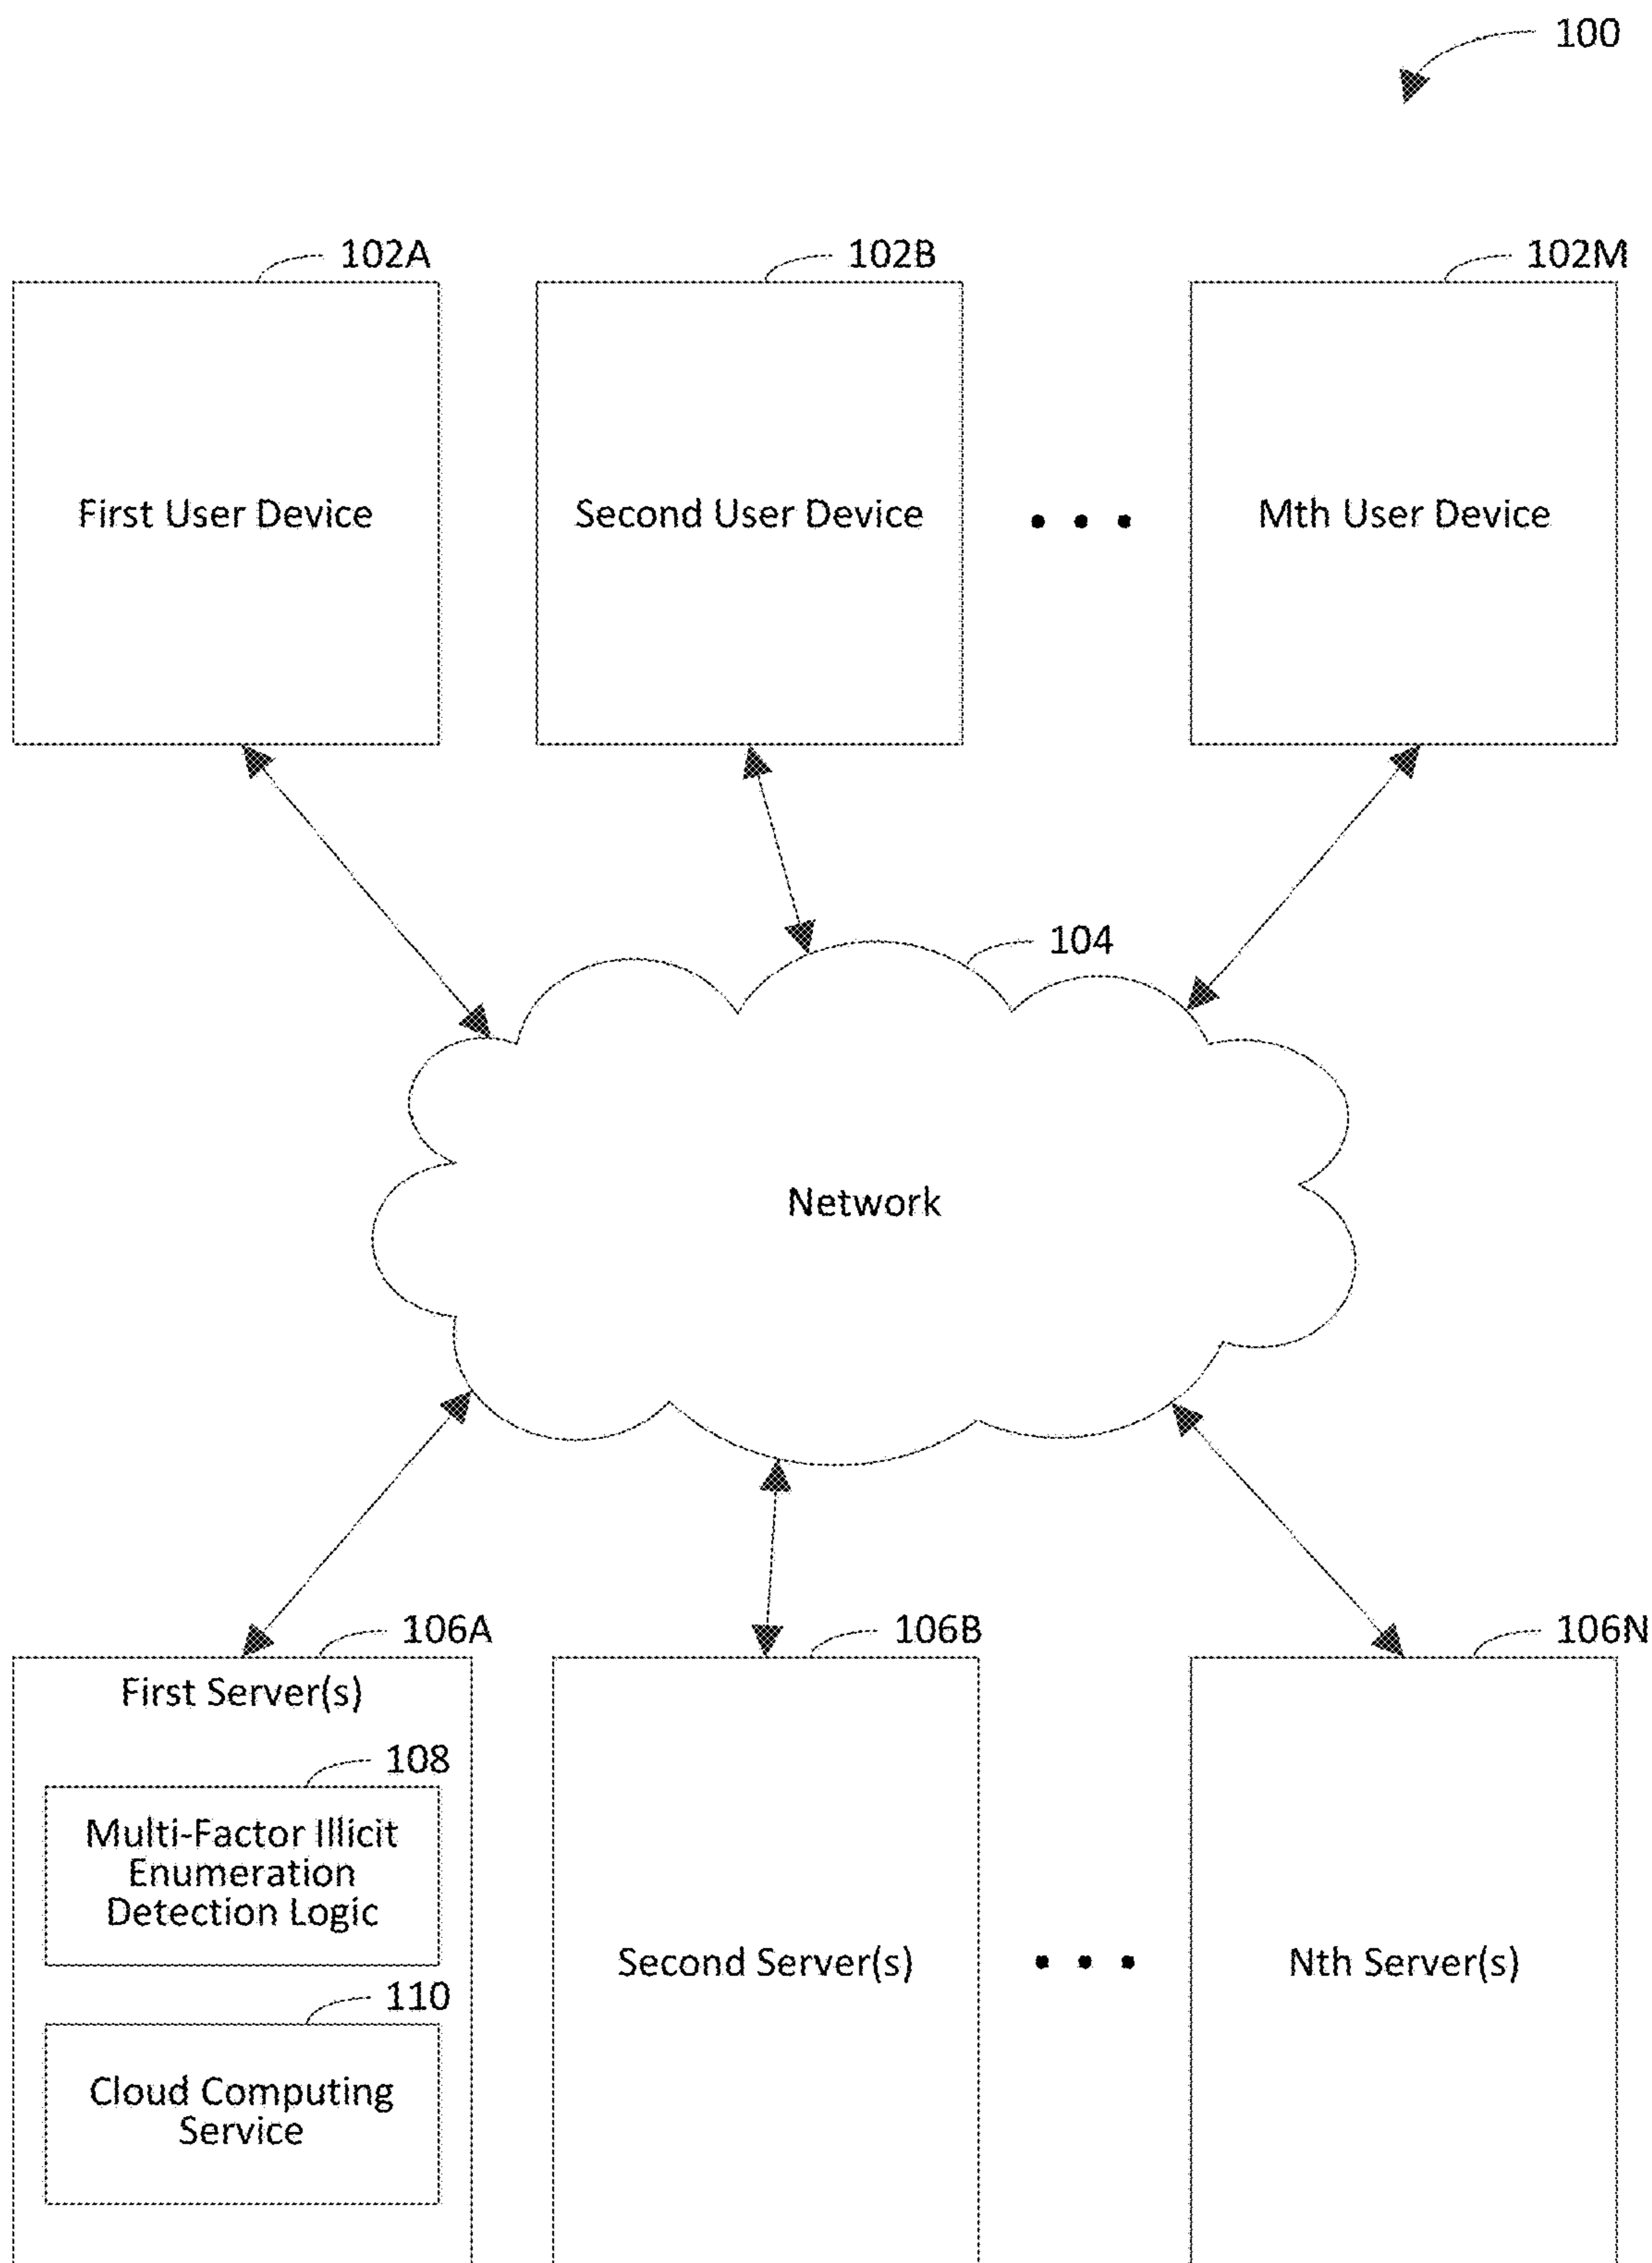 100
102A
102B
102M
First User Device
Second User Device
Mth User Device
104
Network
106A
106B
106N
First Server(s)
108
Multi-Factor Illicit
Enumeration
Detection Logic
Second Server(s)
Nth Server(s)
110
Cloud Computing
Service